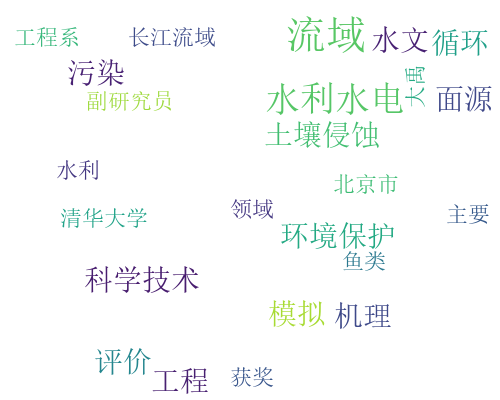 工程系
长江流域
流域
水文
循环
污染
副研究员
水利水电
大禹
面源
土壤侵蚀
水利
北京市
清华大学
领域
主要
环境保护
鱼类
科学技术
模拟
机理
评价
工程
获奖